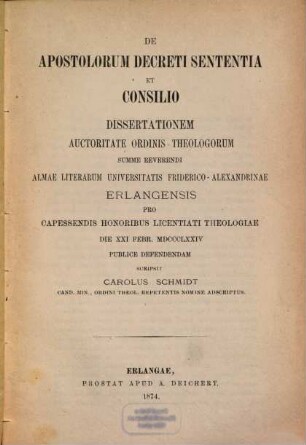 DE
APOSTOLORUM DECRETI SENTENTIA
ET
CONSILIO
DISSERTATIONEM
AUCTORITATE ORDINIS THEOLOGORUM
SUMME REVERENDI
ALMAE LITERARUM UNIVERSITATIS FRIDERICO-ALEXANDRINAE
ERLANGENSIS
PRO
CAPESSENDIS HONORIBUS LICENTIATI THEOLOGIAE
DIE XXI FEBR. MDCCCLXXIV
PUBLICE DEFENDENDAM
SCRIPSIT
CAROLUS SCHMIDT
CAND. MIN., ORDINI THEOL. REPETENTIS NOMINE ADSCRIPTUS.
ERLANGAE,
PROSTAT APUD A. DEICHERT.
1874.